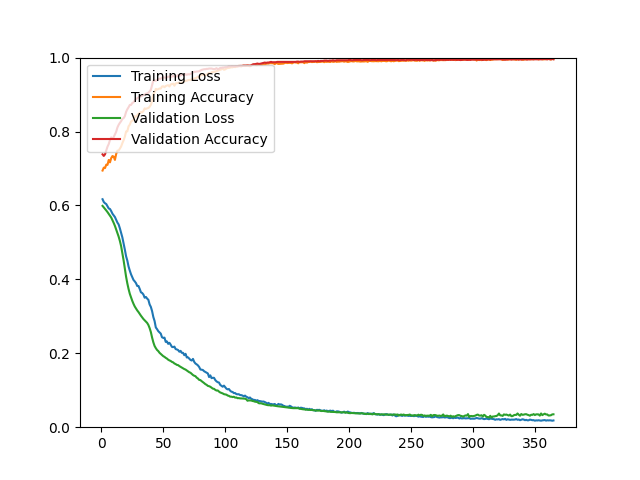 1.0
0.8
0.6
0.4
0.2
0.0
Training Loss
Training Accuracy
Validation Loss
Validation Accuracy
0 50 100 150 200 250 300 350